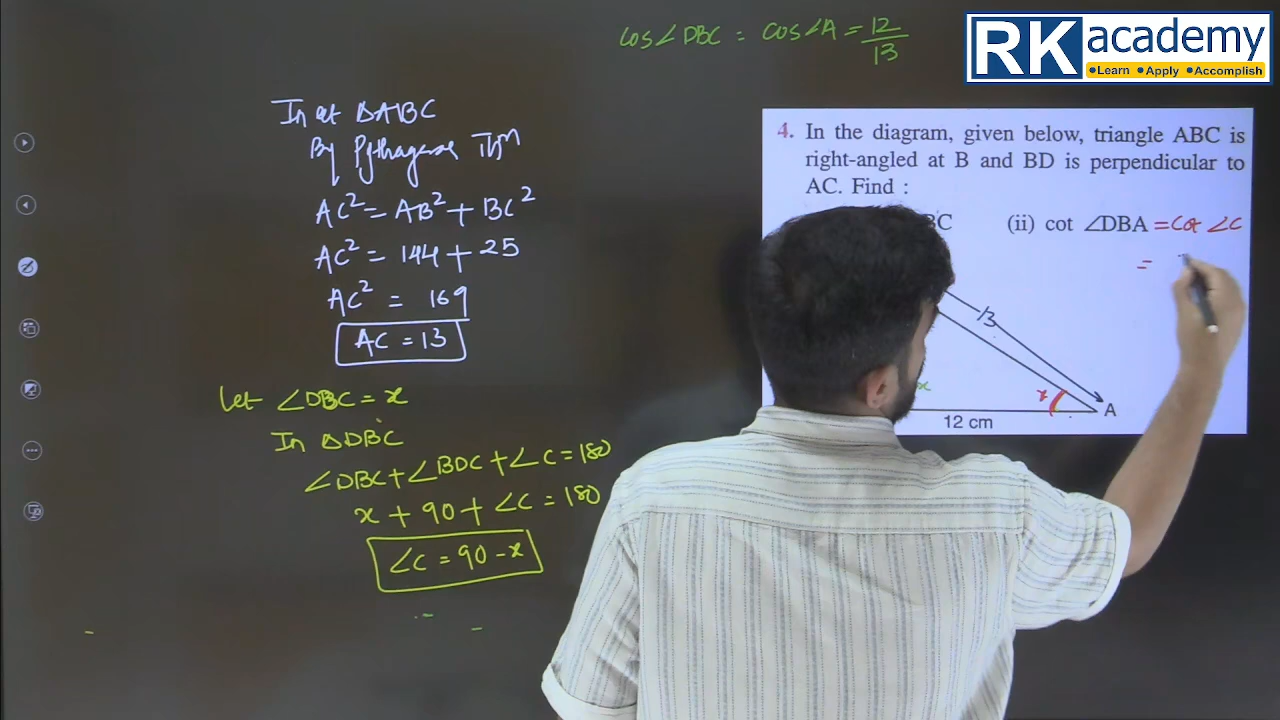 cos∠DBC = cos∠A = 12/13
RK academy
•Learn •Apply •Accomplish
In rt ΔABC
By Pythagoras Thm
AC² = AB² + BC²
AC² = 144 + 25
AC² = 169
AC = 13
Let ∠DBC = x
In ΔDBC
∠DBC + ∠BDC + ∠C = 180
x + 90 + ∠C = 180
∠C = 90 - x
4. In the diagram, given below, triangle ABC is
right-angled at B and BD is perpendicular to
AC. Find :
BC (ii) cot ∠DBA = cot ∠C
=
13
x
x
A
12 cm